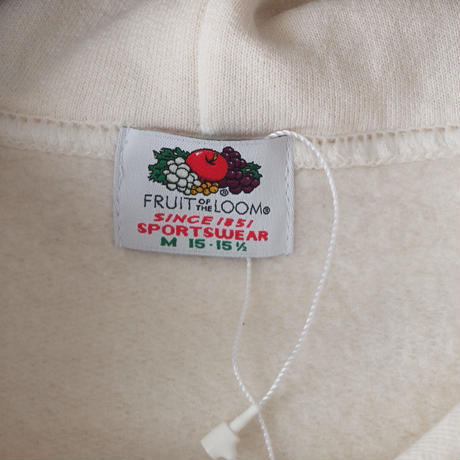 ®
FRUIT OF THE LOOM®
SINCE 1851
SPORTSWEAR
M 15-15½